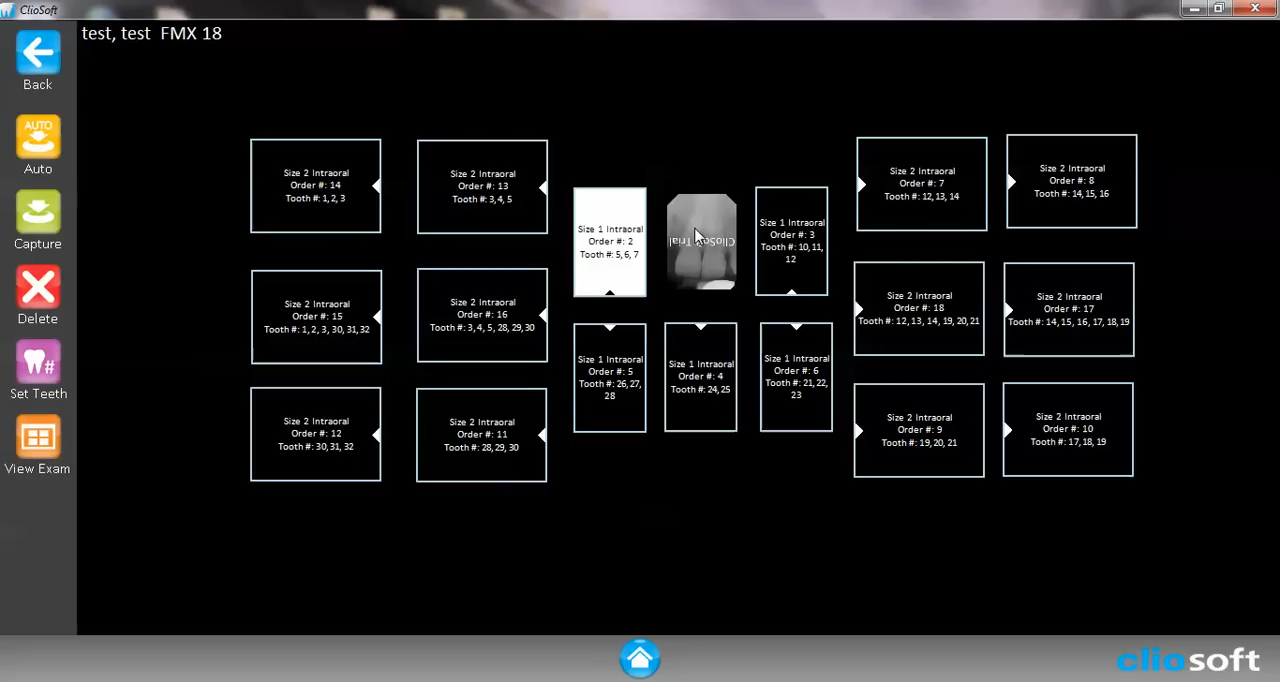 ClioSoft
test, test FMX 18
Back
AUTO
Auto
Capture
Delete
#
Set Teeth
View Exam
Size 2 Intraoral
Order #: 14
Tooth #: 1, 2, 3
Size 2 Intraoral
Order #: 13
Tooth #: 3, 4, 5
Size 1 Intraoral
Order #: 2
Tooth #: 5, 6, 7
ClioSoft Trial
Size 1 Intraoral
Order #: 3
Tooth #: 10, 11,
12
Size 2 Intraoral
Order #: 7
Tooth #: 12, 13, 14
Size 2 Intraoral
Order #: 8
Tooth #: 14, 15, 16
Size 2 Intraoral
Order #: 15
Tooth #: 1, 2, 3, 30, 31, 32
Size 2 Intraoral
Order #: 16
Tooth #: 3, 4, 5, 28, 29, 30
Size 1 Intraoral
Order #: 5
Tooth #: 26, 27,
28
Size 1 Intraoral
Order #: 4
Tooth #: 24, 25
Size 1 Intraoral
Order #: 6
Tooth #: 21, 22,
23
Size 2 Intraoral
Order #: 18
Tooth #: 12, 13, 14, 19, 20, 21
Size 2 Intraoral
Order #: 17
Tooth #: 14, 15, 16, 17, 18, 19
Size 2 Intraoral
Order #: 12
Tooth #: 30, 31, 32
Size 2 Intraoral
Order #: 11
Tooth #: 28, 29, 30
Size 2 Intraoral
Order #: 9
Tooth #: 19, 20, 21
Size 2 Intraoral
Order #: 10
Tooth #: 17, 18, 19
cliosoft